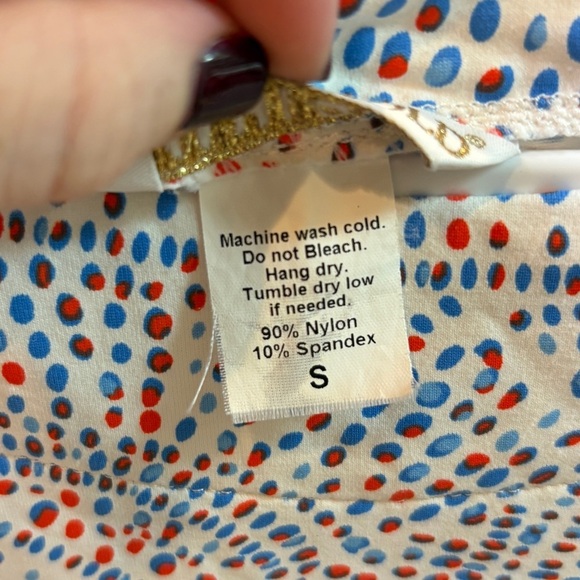 Machine wash cold.
Do not Bleach.
Hang dry.
Tumble dry low
if needed.
90% Nylon
10% Spandex
S